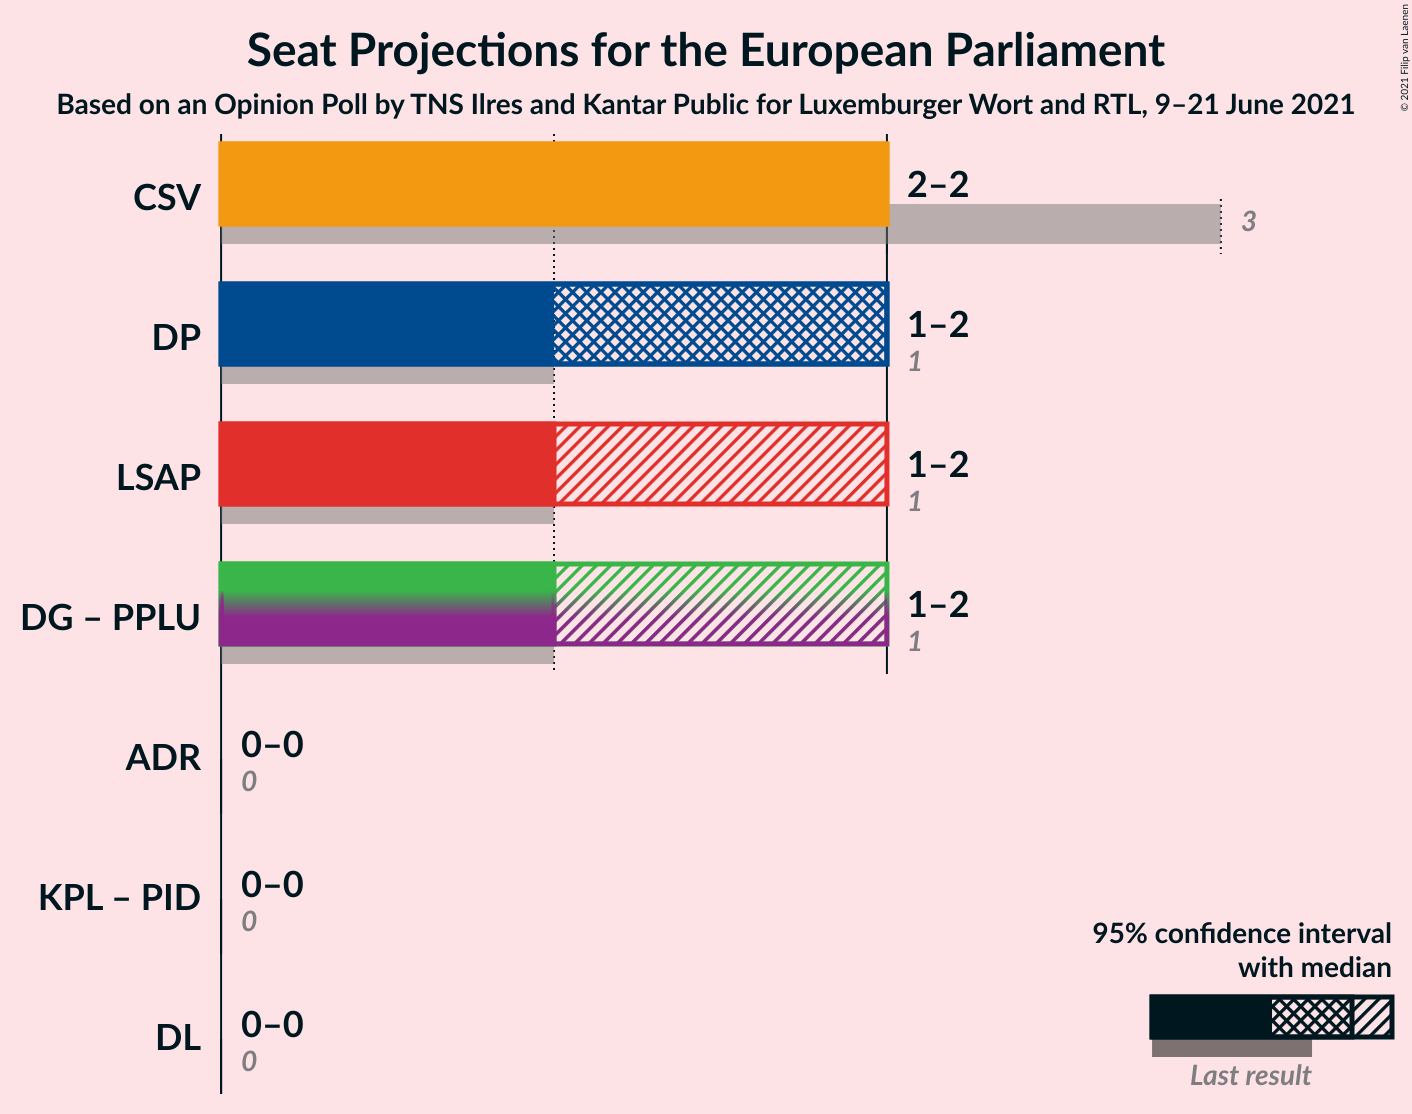 Seat Projections for the European Parliament
Based on an Opinion Poll by TNS Ilres and Kantar Public for Luxemburger Wort and RTL, 9–21 June 2021
© 2021 Filip van Laenen
CSV
2–2
3
DP
1–2
1
LSAP
1–2
1
DG – PPLU
1–2
1
ADR
0–0
0
KPL – PID
0–0
0
DL
0–0
0
95% confidence interval
with median
Last result